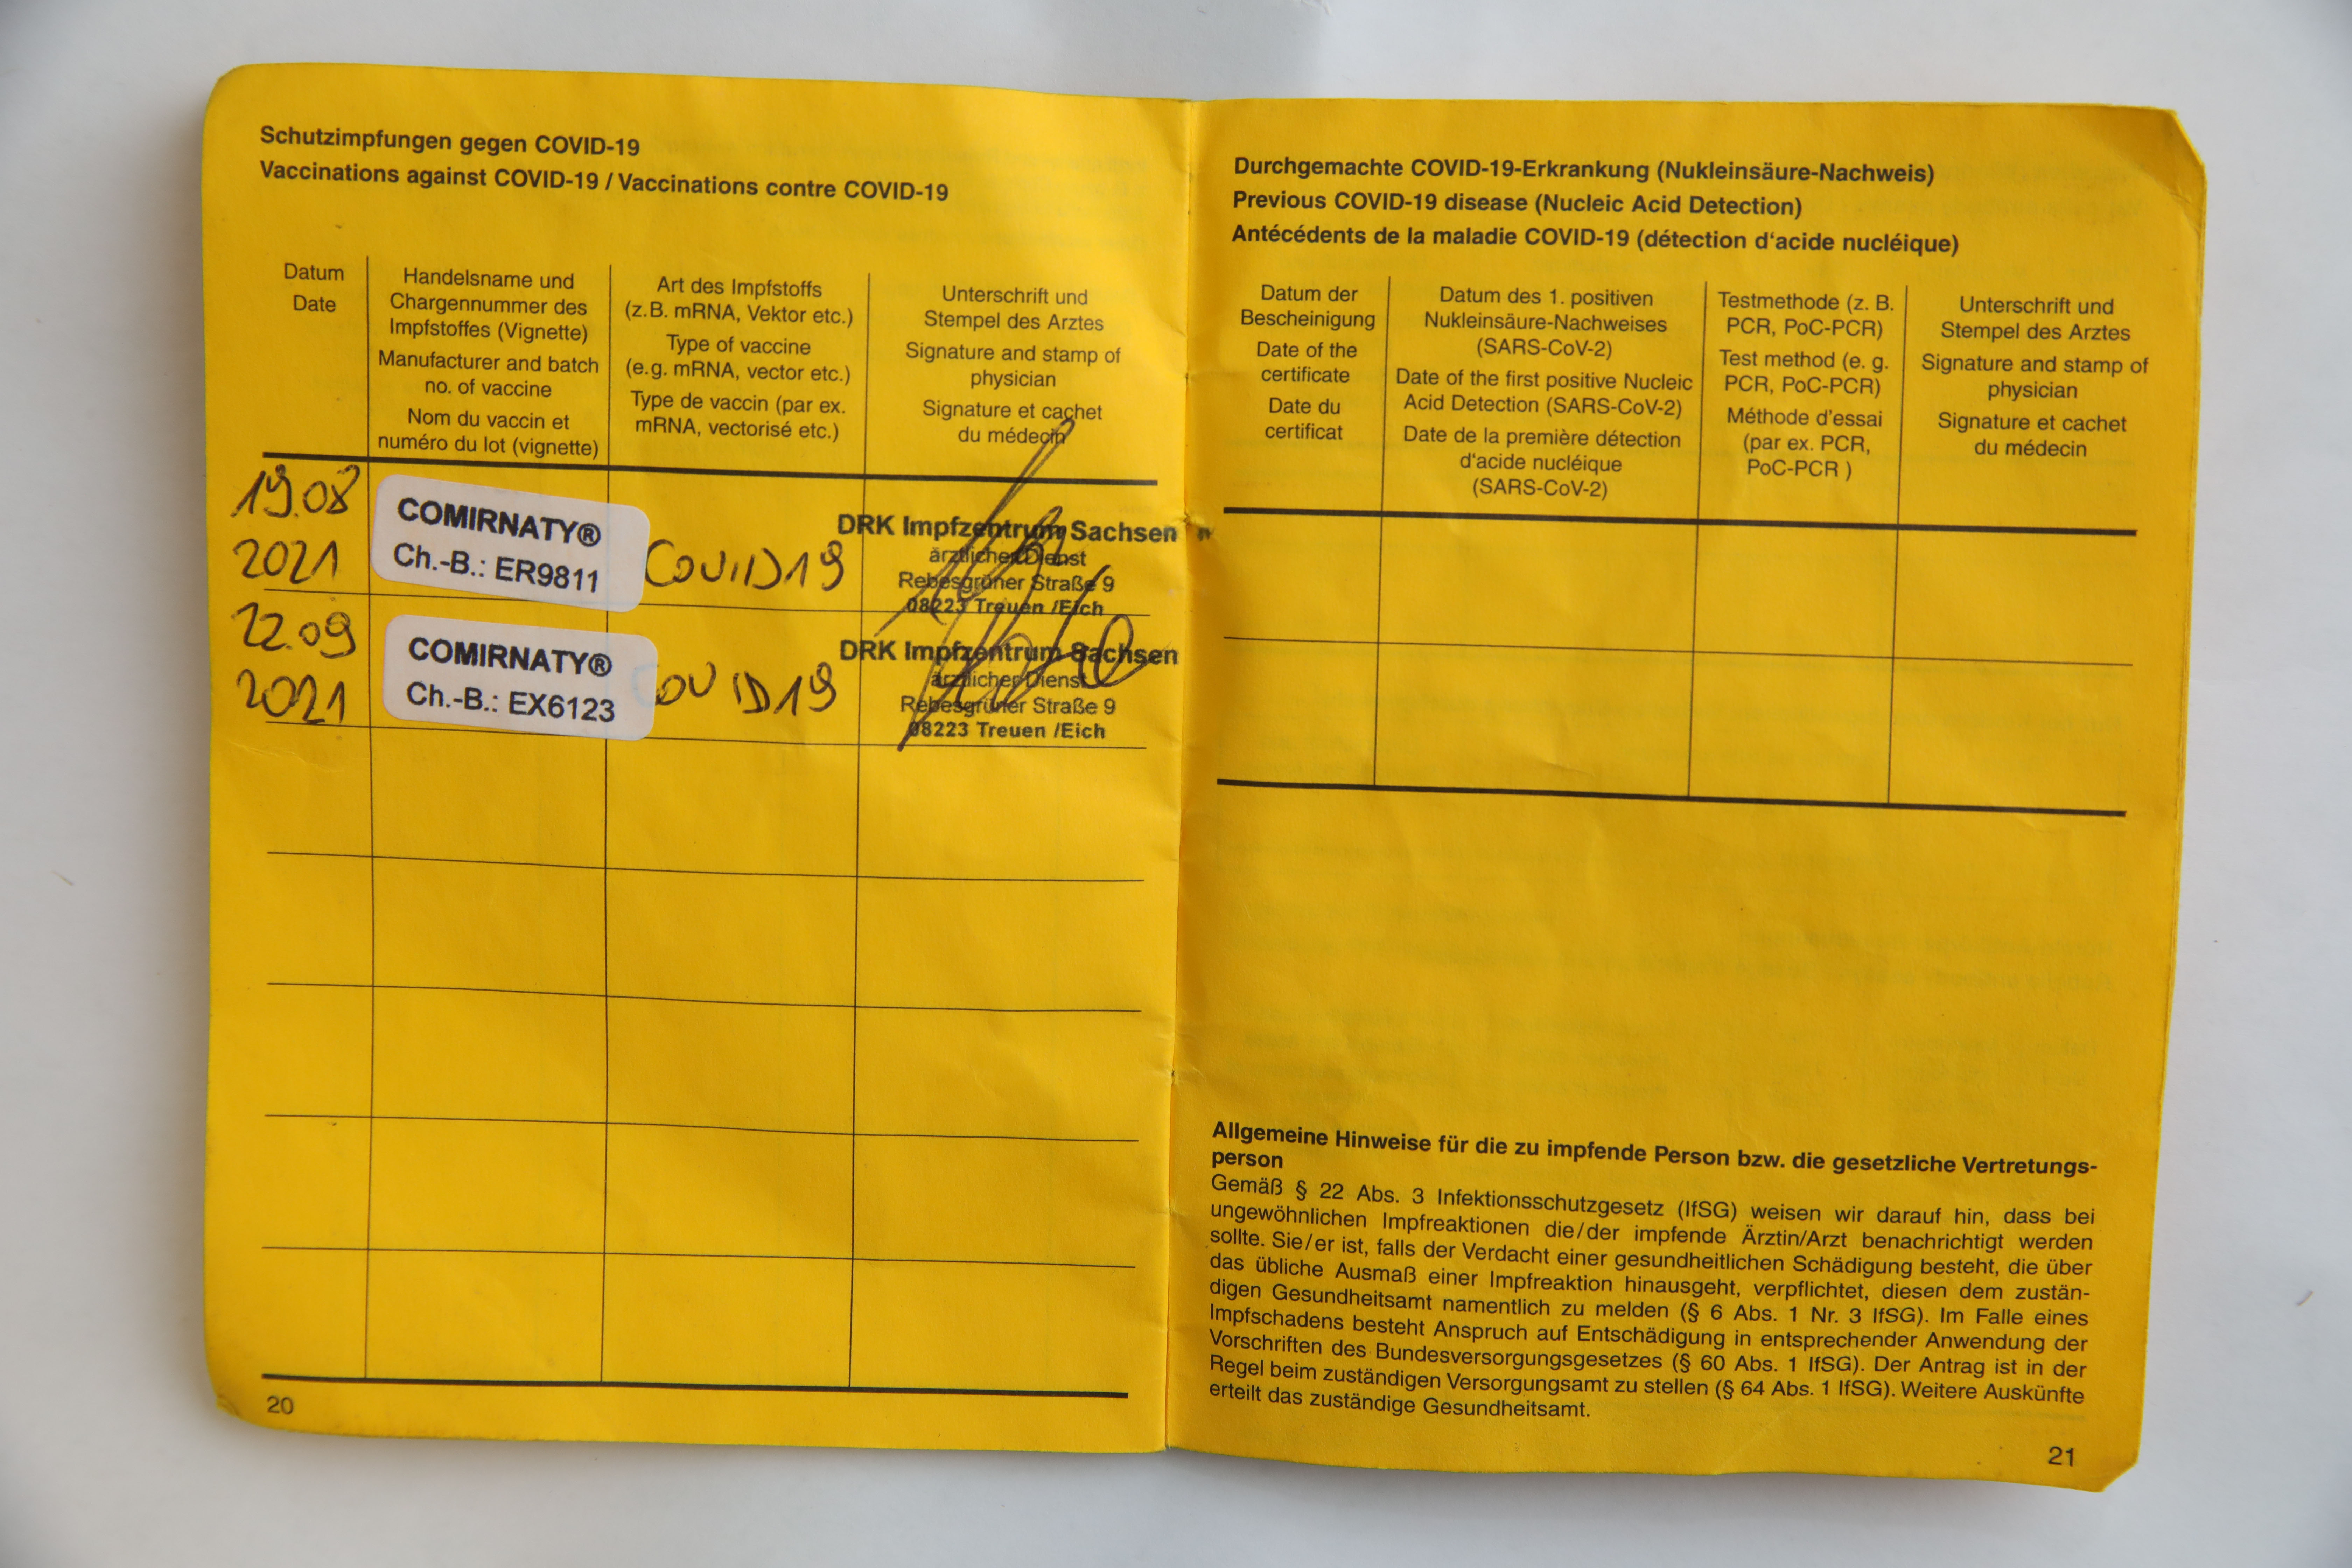 Schutzimpfungen gegen COVID-19
Vaccinations against COVID-19 / Vaccinations contre COVID-19
Datum
Date
Handelsname und
Chargennummer des
Impfstoffes (Vignette)
Manufacturer and batch
no. of vaccine
Nom du vaccin et
numéro du lot (vignette)
Art des Impfstoffs
(z.B. mRNA, Vektor etc.)
Type of vaccine
(e.g. mRNA, vector etc.)
Type de vaccin (par ex.
mRNA, vectorisé etc.)
Unterschrift und
Stempel des Arztes
Signature and stamp of
physician
Signature et cachet
du médecin
19.08
2021
COMIRNATY®
Ch.-B.: ER9811
COVID19
DRK Impfzentrum Sachsen
ärztlicher Dienst
Rebesgrüner Straße 9
08223 Treuen /Eich
22.09
2021
COMIRNATY®
Ch.-B.: EX6123
COVID19
DRK Impfzentrum Sachsen
ärztlicher Dienst
Rebesgrüner Straße 9
08223 Treuen /Eich
20
Durchgemachte COVID-19-Erkrankung (Nukleinsäure-Nachweis)
Previous COVID-19 disease (Nucleic Acid Detection)
Antécédents de la maladie COVID-19 (détection d‘acide nucléique)
Datum der
Bescheinigung
Date of the
certificate
Date du
certificat
Datum des 1. positiven
Nukleinsäure-Nachweises
(SARS-CoV-2)
Date of the first positive Nucleic
Acid Detection (SARS-CoV-2)
Date de la première détection
d‘acide nucléique
(SARS-CoV-2)
Testmethode (z. B.
PCR, PoC-PCR)
Test method (e. g.
PCR, PoC-PCR)
Méthode d'essai
(par ex. PCR,
PoC-PCR )
Unterschrift und
Stempel des Arztes
Signature and stamp of
physician
Signature et cachet
du médecin
Allgemeine Hinweise für die zu impfende Person bzw. die gesetzliche Vertretungs-
person
Gemäß § 22 Abs. 3 Infektionsschutzgesetz (IfSG) weisen wir darauf hin, dass bei
ungewöhnlichen Impfreaktionen die/der impfende Ärztin/Arzt benachrichtigt werden
sollte. Sie/er ist, falls der Verdacht einer gesundheitlichen Schädigung besteht, die über
das übliche Ausmaß einer Impfreaktion hinausgeht, verpflichtet, diesen dem zustän-
digen Gesundheitsamt namentlich zu melden (§ 6 Abs. 1 Nr. 3 IfSG). Im Falle eines
Impfschadens besteht Anspruch auf Entschädigung in entsprechender Anwendung der
Vorschriften des Bundesversorgungsgesetzes (§ 60 Abs. 1 IfSG). Der Antrag ist in der
Regel beim zuständigen Versorgungsamt zu stellen (§ 64 Abs. 1 IfSG). Weitere Auskünfte
erteilt das zuständige Gesundheitsamt.
21